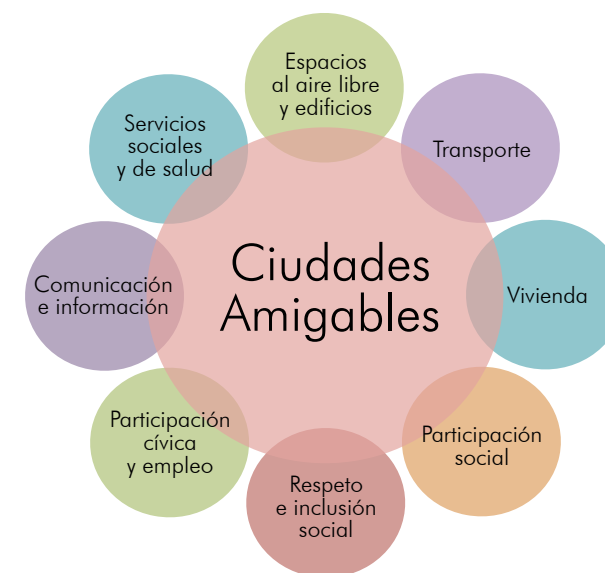 Espacios
al aire libre
y edificios
Transporte
Vivienda
Participación
social
Respeto
e inclusión
social
Participación
cívica
y empleo
Comunicación
e información
Servicios
sociales
y de salud
Ciudades
Amigables